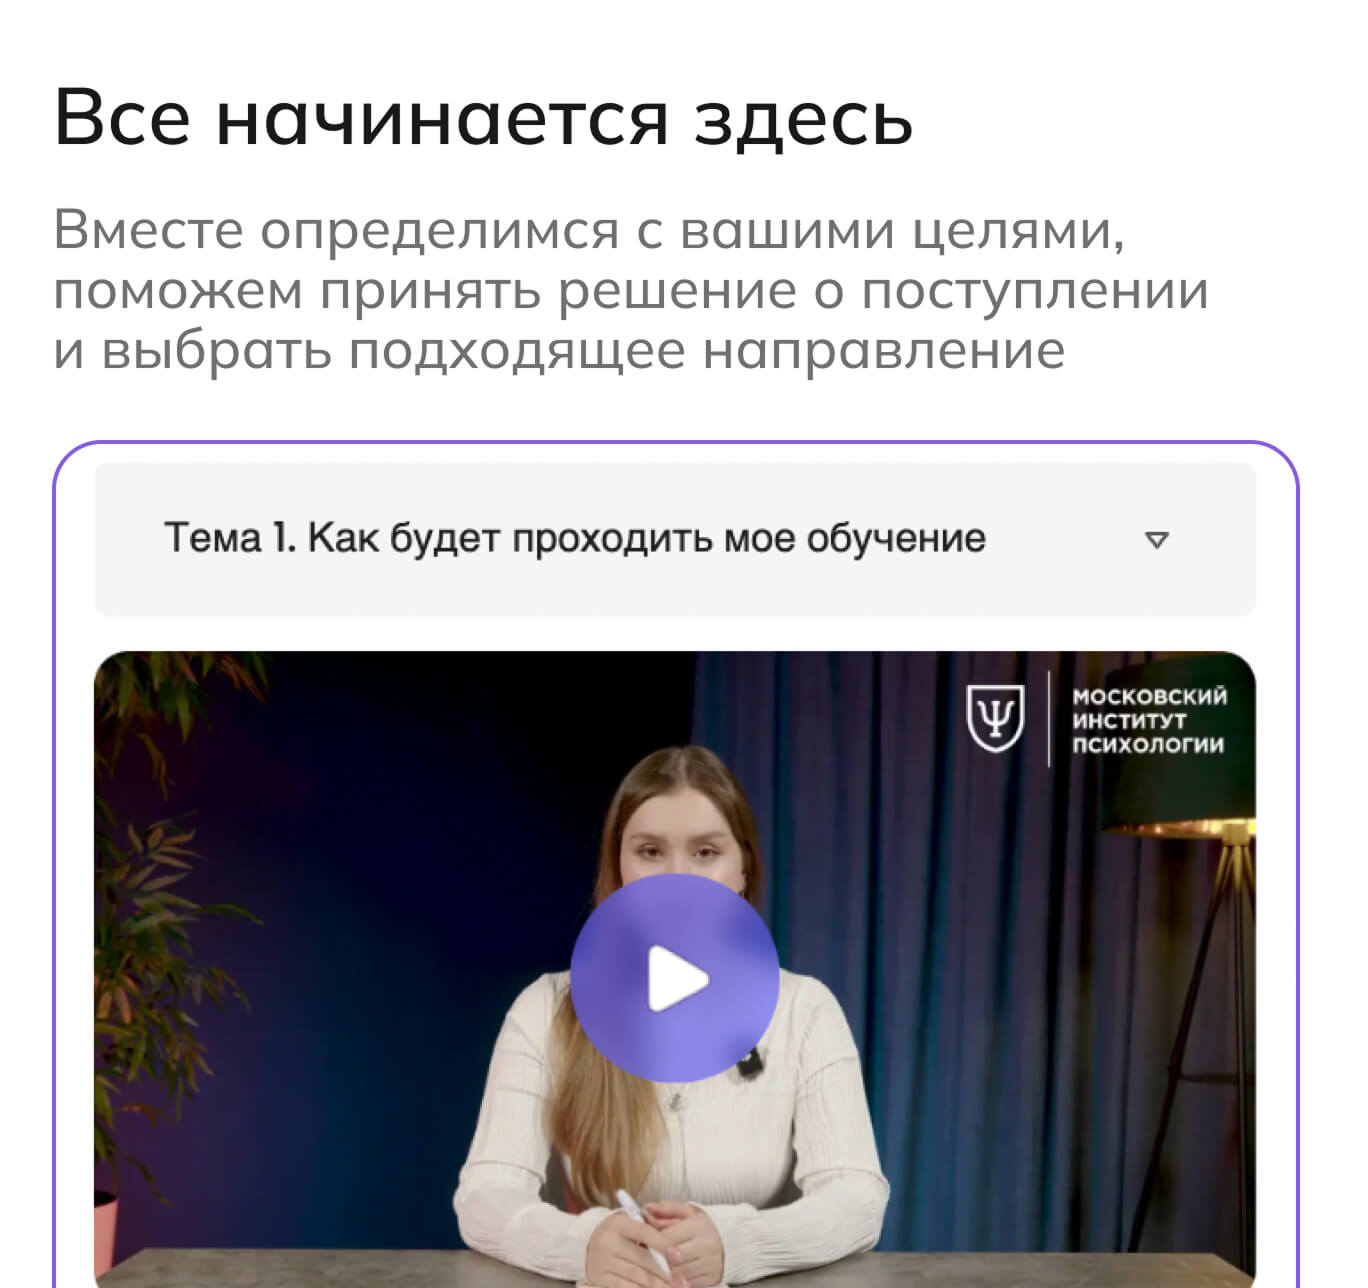 Все начинается здесь
Вместе определимся с вашими целями,
поможем принять решение о поступлении
и выбрать подходящее направление
Тема 1. Как будет проходить мое обучение
МОСКОВСКИЙ
ИНСТИТУТ
ПСИХОЛОГИИ